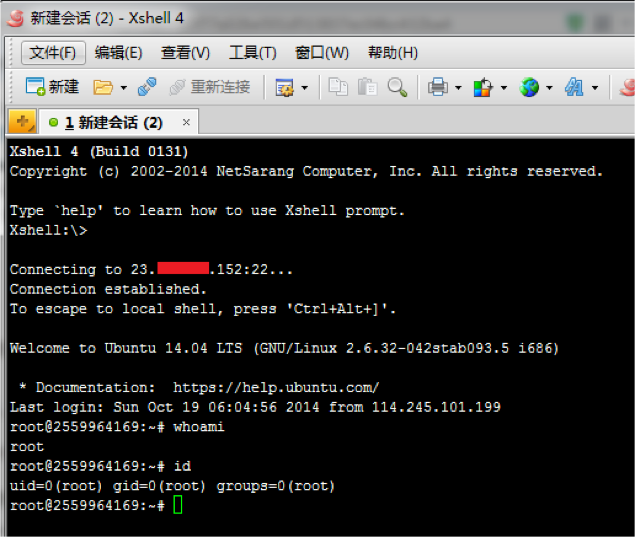 新建会话 (2) - Xshell 4
文件(F) 编辑(E) 查看(V) 工具(T) 窗口(W) 帮助(H)
新建 重新连接
1 新建会话 (2) ×
Xshell 4 (Build 0131)
Copyright (c) 2002-2014 NetSarang Computer, Inc. All rights reserved.
Type `help' to learn how to use Xshell prompt.
Xshell:\>
Connecting to 23. .152:22...
Connection established.
To escape to local shell, press 'Ctrl+Alt+]'.
Welcome to Ubuntu 14.04 LTS (GNU/Linux 2.6.32-042stab093.5 i686)
* Documentation:  https://help.ubuntu.com/
Last login: Sun Oct 19 06:04:56 2014 from 114.245.101.199
root@2559964169:~# whoami
root
root@2559964169:~# id
uid=0(root) gid=0(root) groups=0(root)
root@2559964169:~#